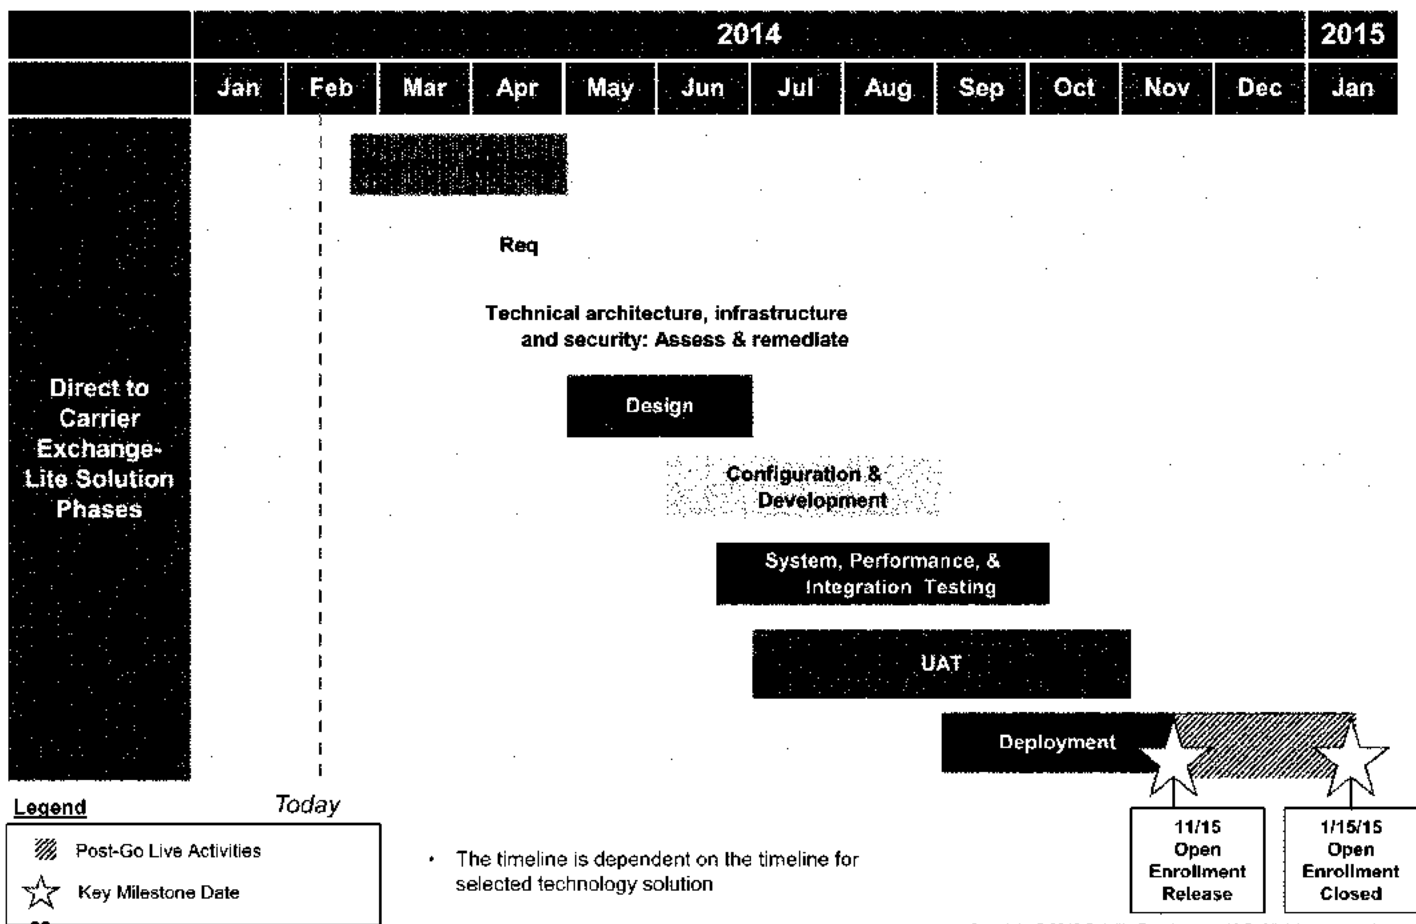 2014
2015
Jan
Feb
Mar
Apr
May
Jun
Jul
Aug
Sep
Oct
Nov
Dec
Jan
Direct to
Carrier
Exchange-
Lite Solution
Phases
Req
Technical architecture, infrastructure
and security: Assess & remediate
Design
Configuration &
Development
System, Performance, &
Integration Testing
UAT
Deployment
Today
11/15
Open
Enrollment
Release
1/15/15
Open
Enrollment
Closed
Legend
Post-Go Live Activities
Key Milestone Date
• The timeline is dependent on the timeline for
selected technology solution